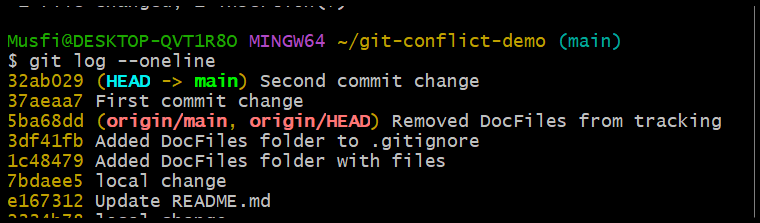 Musfi@DESKTOP-QVT1R8O MINGW64 ~/git-conflict-demo (main)
$ git log --oneline
32ab029 (HEAD -> main) Second commit change
37aeaa7 First commit change
5ba68dd (origin/main, origin/HEAD) Removed DocFiles from tracking
3df41fb Added DocFiles folder to .gitignore
1c48479 Added DocFiles folder with files
7bdaee5 local change
e167312 Update README.md